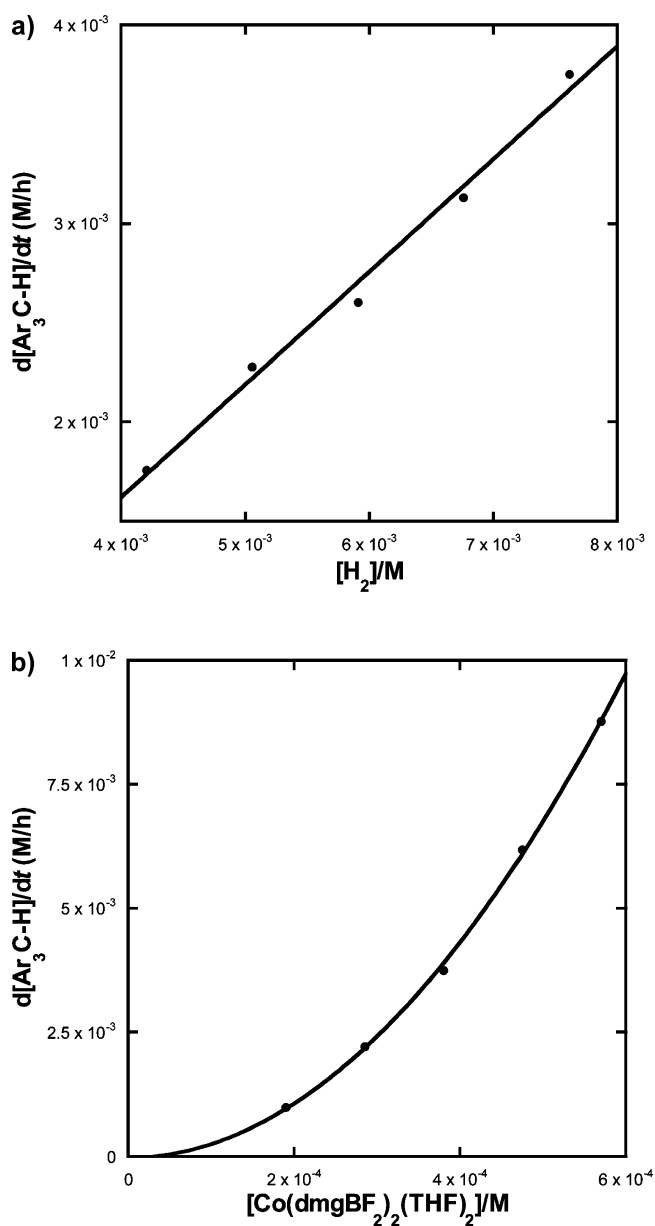 a)
4 x 10⁻³
3 x 10⁻³
2 x 10⁻³
d[Ar₃C-H]/dt (M/h)
4 x 10⁻³ 5 x 10⁻³ 6 x 10⁻³ 7 x 10⁻³ 8 x 10⁻³
[H₂]/M
b)
1 x 10⁻²
7.5 x 10⁻³
5 x 10⁻³
2.5 x 10⁻³
0
d[Ar₃C-H]/dt (M/h)
0 2 x 10⁻⁴ 4 x 10⁻⁴ 6 x 10⁻⁴
[Co(dmgBF₂)₂(THF)₂]/M